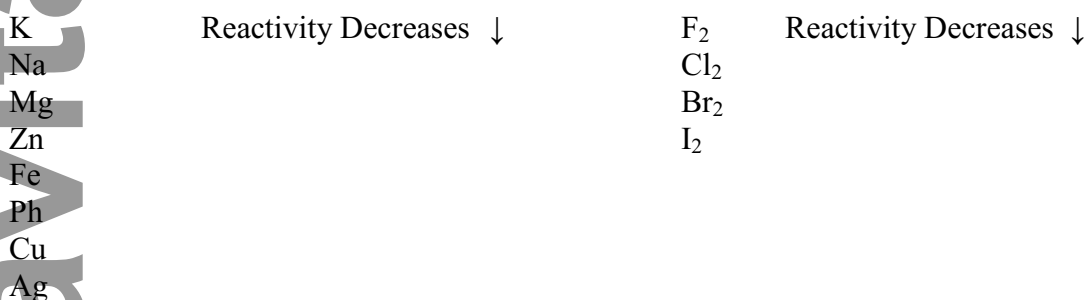 K Reactivity Decreases ↓ F₂ Reactivity Decreases ↓
Na Cl₂
Mg Br₂
Zn I₂
Fe
Ph
Cu
Ag